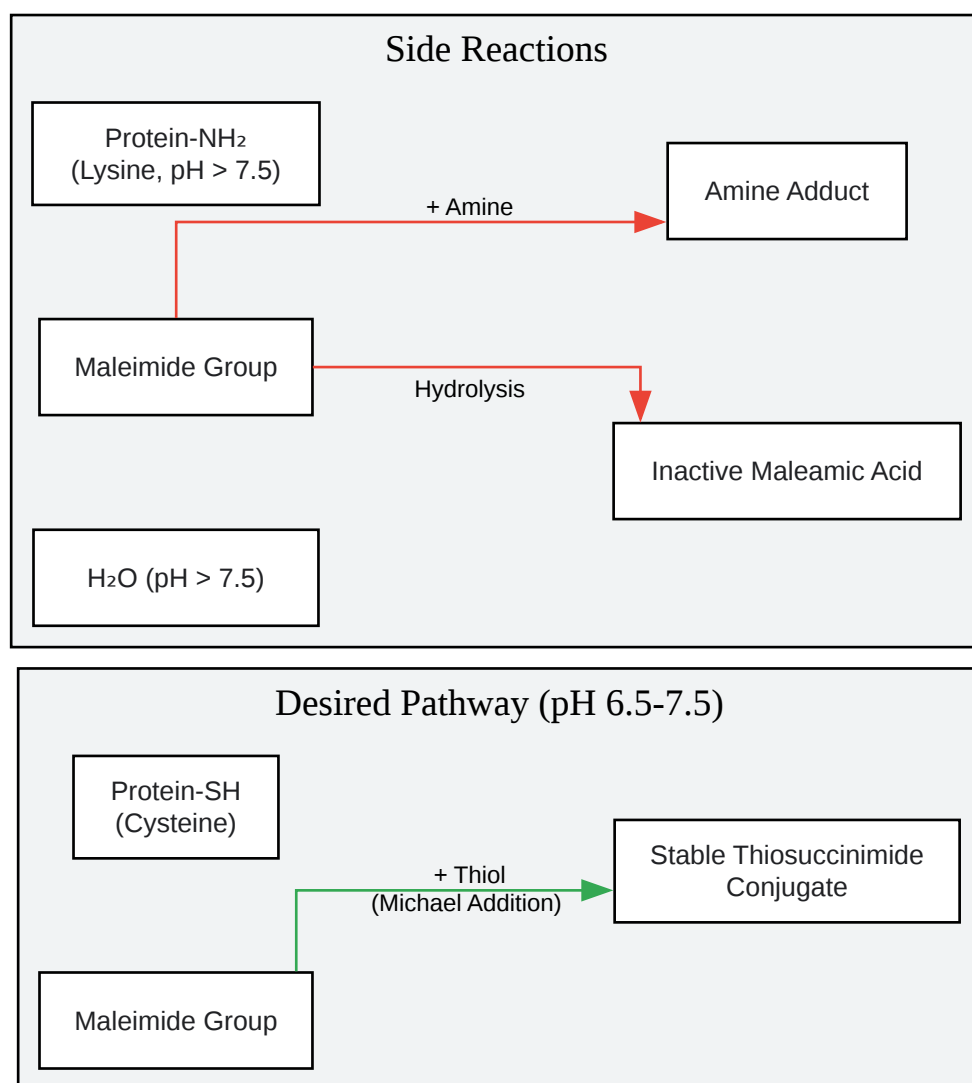 Side Reactions
Protein-NH₂
(Lysine, pH > 7.5)
+ Amine
Amine Adduct
Maleimide Group
Hydrolysis
Inactive Maleamic Acid
H₂O (pH > 7.5)
Desired Pathway (pH 6.5-7.5)
Protein-SH
(Cysteine)
+ Thiol
(Michael Addition)
Stable Thiosuccinimide
Conjugate
Maleimide Group